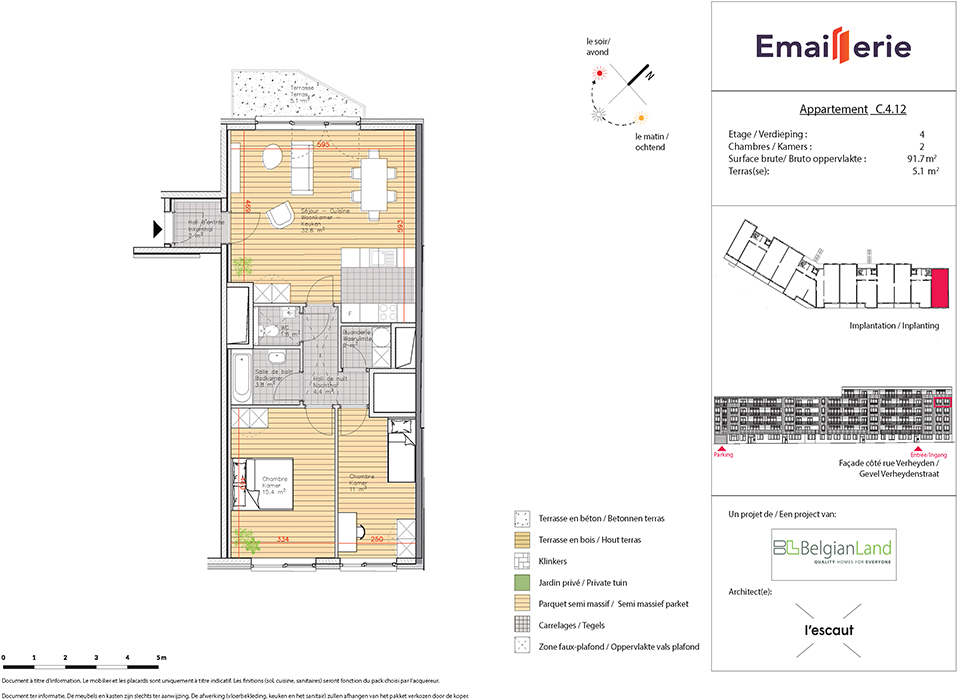 Emaillerie
Appartement C.4.12
Etage / Verdieping : 4
Chambres / Kamers : 2
Surface brute/ Bruto oppervlakte : 91.7 m²
Terras(se): 5.1 m²
le soir/
avond
N
le matin /
ochtend
Terrasse
Terras
5.1 m²
595
469
593
Séjour - Cuisine
Woonkamer -
Keuken
32.6 m²
Hall d'entrée
Inkomhal
2 m²
F
WC
1.6 m²
Buanderie
Wasruimte
2 m²
Salle de bain
Badkamer
3.8 m²
Hall de nuit
Nachthal
4.4 m²
Chambre
Kamer
15.4 m²
Chambre
Kamer
11 m²
334
250
Implantation / Inplanting
Parking
Entrée/Ingang
Façade côté rue Verheyden /
Gevel Verheydenstraat
Un projet de / Een project van:
BelgianLand
QUALITY HOMES FOR EVERYONE
Architect(e):
l'escaut
Terrasse en béton / Betonnen terras
Terrasse en bois / Hout terras
Klinkers
Jardin privé / Private tuin
Parquet semi massif / Semi massief parket
Carrelages / Tegels
Zone faux-plafond / Oppervlakte vals plafond
0 1 2 3 4 5m
Document à titre d'information. Le mobilier et les placards sont uniquement à titre indicatif. Les finitions (sol, cuisine, sanitaires) seront fonction du pack choisi par l'acquereur.
Document ter informatie. De meubels en kasten zijn slechts ter aanwijzing. De afwerking (vloerbekleding, keuken en het sanitair) zullen afhangen van het pakket verkozen door de koper.